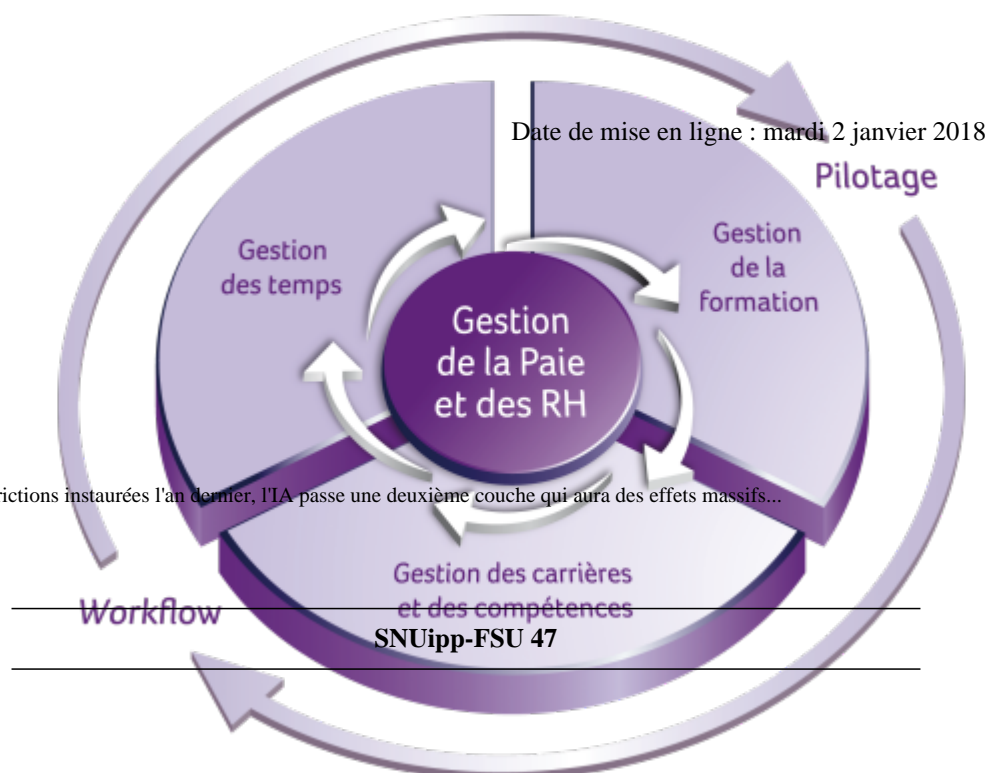 Date de mise en ligne : mardi 2 janvier 2018
Pilotage
Gestion
des temps
Gestion
de la
formation
Gestion
de la Paie
et des RH
instaurées l'an dernier, l'IA passe une deuxième couche qui aura des effets massifs...
Gestion des carrières
et des compétences
Workflow
SNUipp-FSU 47